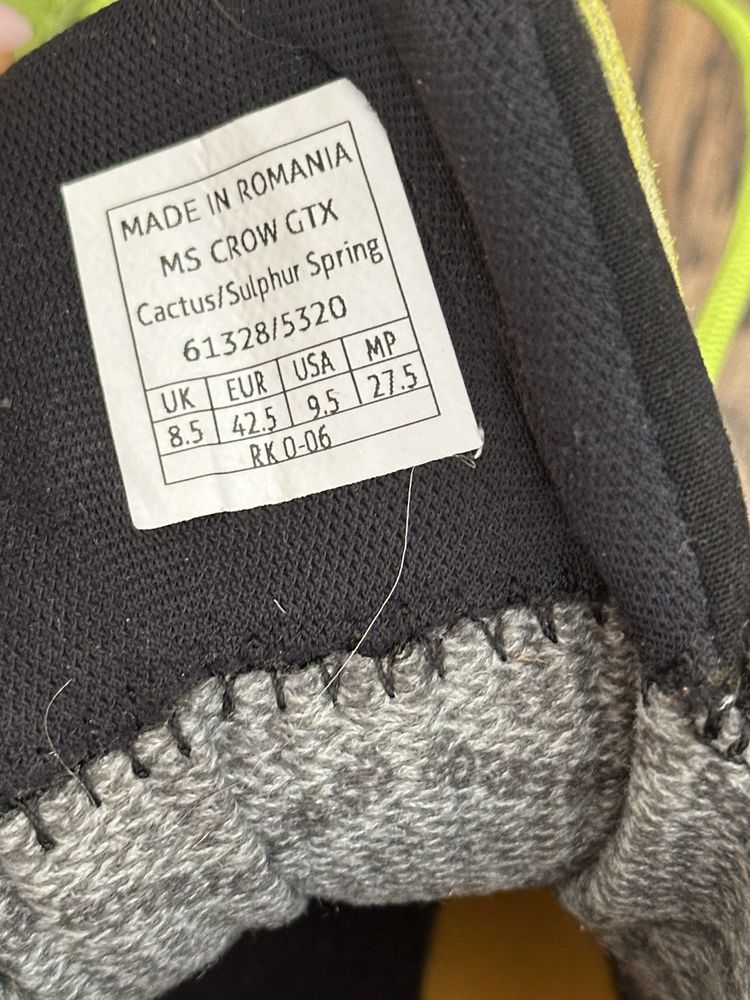 MADE IN ROMANIA
MS CROW GTX
Cactus/Sulphur Spring
61328/5320
UK EUR USA MP
8.5 42.5 9.5 27.5
RK 0-06